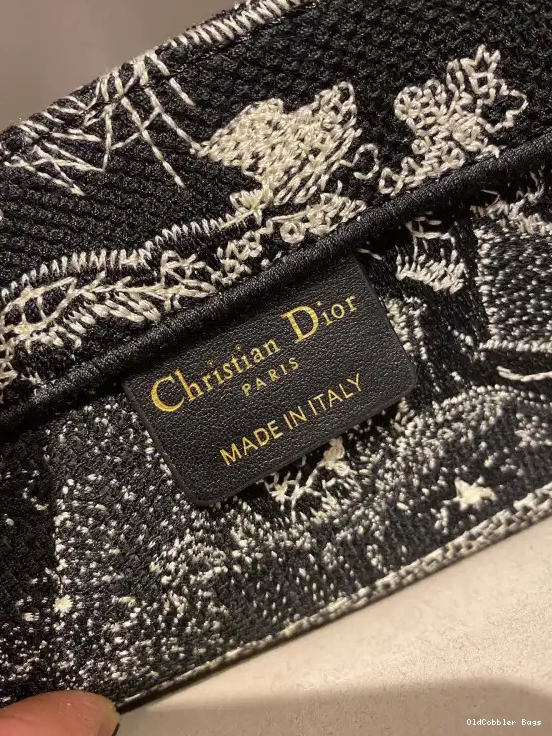 Christian Dior
PARIS
MADE IN ITALY
OldCobbler Bags